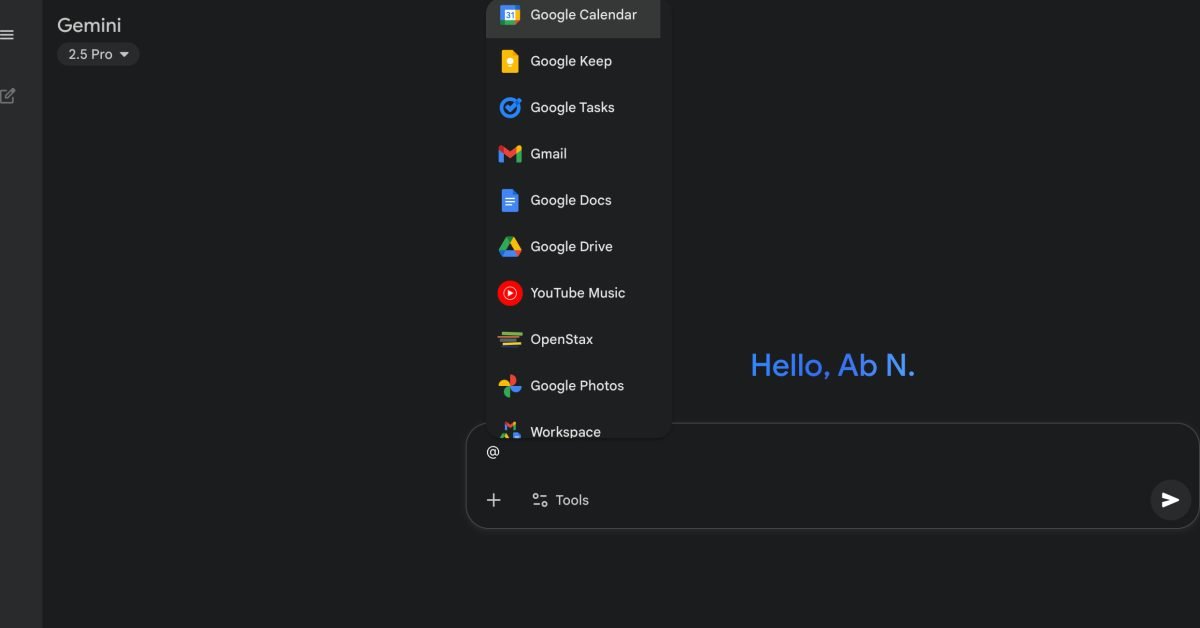 Gemini
2.5 Pro
31
Google Calendar
Google Keep
Google Tasks
Gmail
Google Docs
Google Drive
YouTube Music
OpenStax
Google Photos
Workspace
Hello, Ab N.
@
Tools